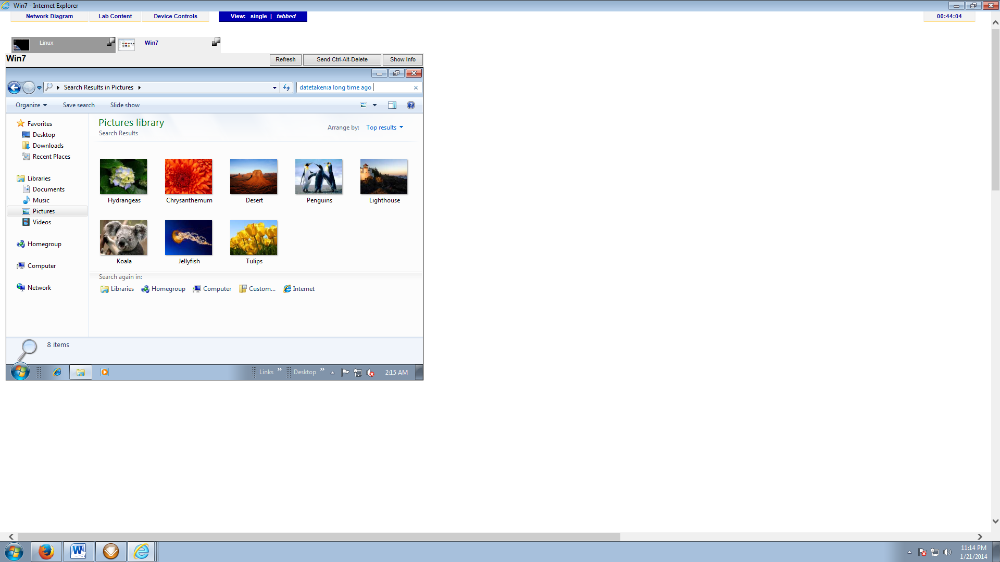 Win7 - Internet Explorer
Network Diagram Lab Content Device Controls View: single | tabbed 00:44:04
Linux Win7
Win7 Refresh Send Ctrl-Alt-Delete Show Info
Search Results in Pictures datetaken:a long time ago
Organize Save search Slide show
Favorites
Desktop
Downloads
Recent Places
Libraries
Documents
Music
Pictures
Videos
Homegroup
Computer
Network
Pictures library
Search Results
Arrange by: Top results
Hydrangeas Chrysanthemum Desert Penguins Lighthouse
Koala Jellyfish Tulips
Search again in:
Libraries Homegroup Computer Custom... Internet
8 items
Links » Desktop » 2:15 AM
11:14 PM
1/21/2014